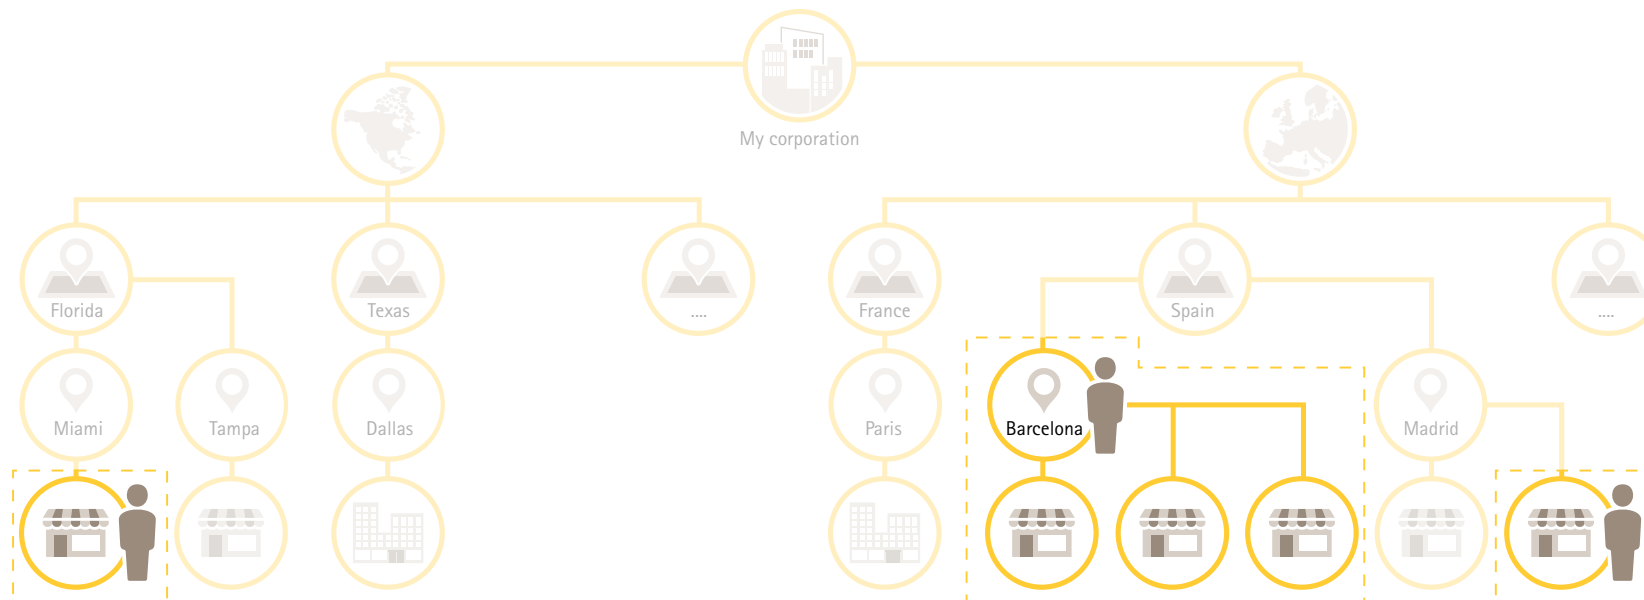 My corporation
Florida
Texas
....
France
Spain
....
Miami
Tampa
Dallas
Paris
Barcelona
Madrid